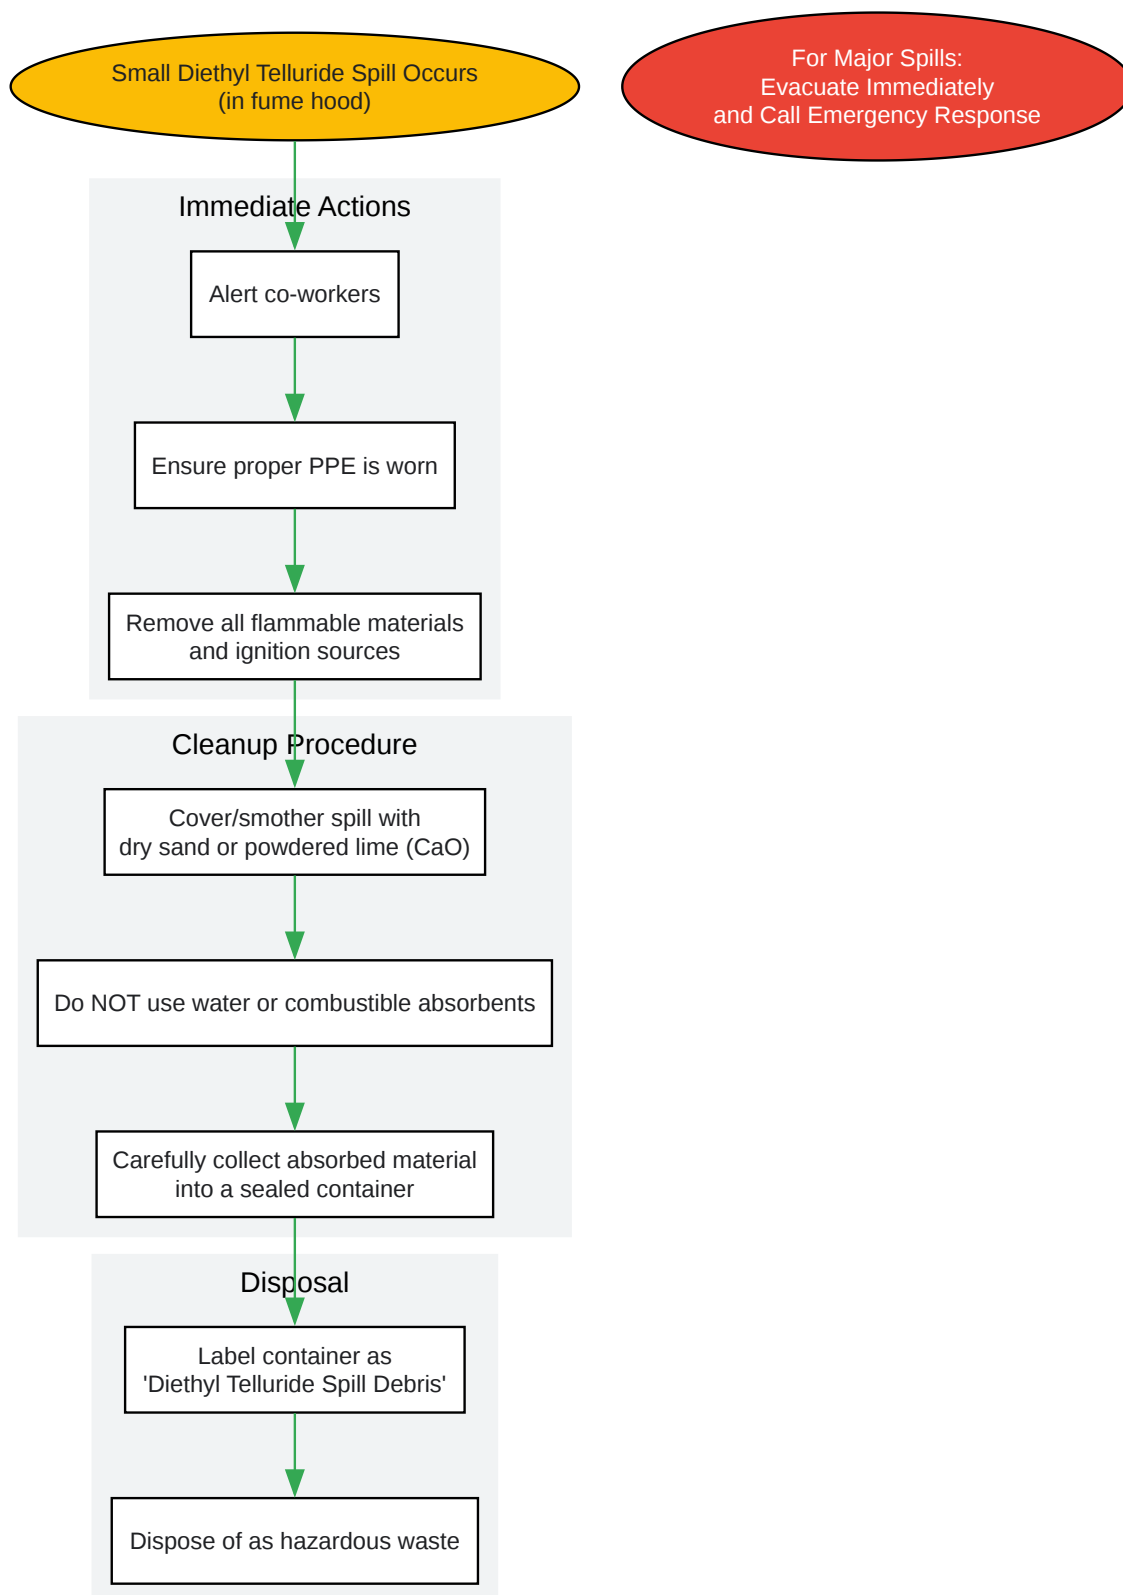 Small Diethyl Telluride Spill Occurs
(in fume hood)
For Major Spills:
Evacuate Immediately
and Call Emergency Response
Immediate Actions
Alert co-workers
Ensure proper PPE is worn
Remove all flammable materials
and ignition sources
Cleanup Procedure
Cover/smother spill with
dry sand or powdered lime (CaO)
Do NOT use water or combustible absorbents
Carefully collect absorbed material
into a sealed container
Disposal
Label container as
'Diethyl Telluride Spill Debris'
Dispose of as hazardous waste